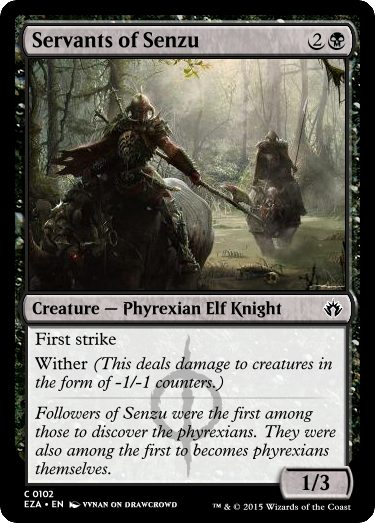 Servants of Senzu 2
Creature — Phyrexian Elf Knight
First strike
Wither (This deals damage to creatures in
the form of -1/-1 counters.)
Followers of Senzu were the first among
those to discover the phyrexians. They were
also among the first to becomes phyrexians
themselves.
1/3
C 0102
EZA • EN VVNAN ON DRAWCROWD
™ & © 2015 Wizards of the Coast